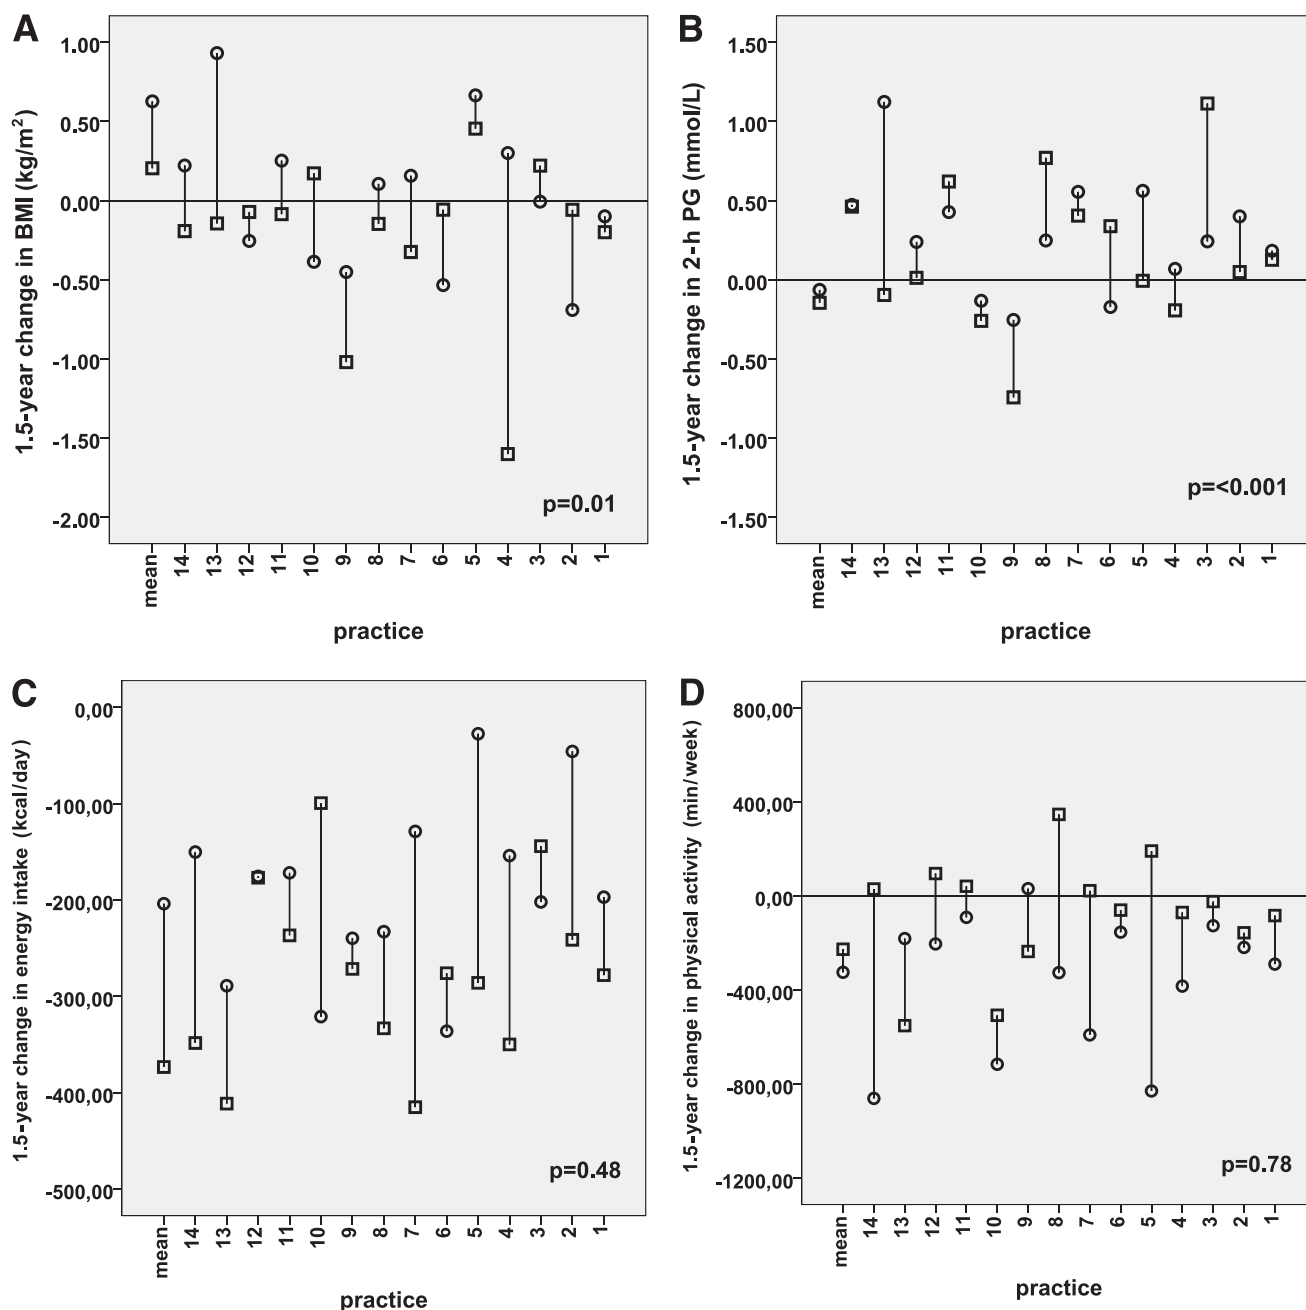 A
1.5-year change in BMI (kg/m²)
1.00
0.50
0.00
-0.50
-1.00
-1.50
-2.00
p=0.01
mean 14 13 12 11 10 9 8 7 6 5 4 3 2 1
practice
B
1.5-year change in 2-h PG (mmol/L)
1.50
1.00
0.50
0.00
-0.50
-1.00
-1.50
p=<0.001
mean 14 13 12 11 10 9 8 7 6 5 4 3 2 1
practice
C
1.5-year change in energy intake (kcal/day)
0,00
-100,00
-200,00
-300,00
-400,00
-500,00
p=0.48
mean 14 13 12 11 10 9 8 7 6 5 4 3 2 1
practice
D
1.5-year change in physical activity (min/week)
800,00
400,00
0,00
-400,00
-800,00
-1200,00
p=0.78
mean 14 13 12 11 10 9 8 7 6 5 4 3 2 1
practice